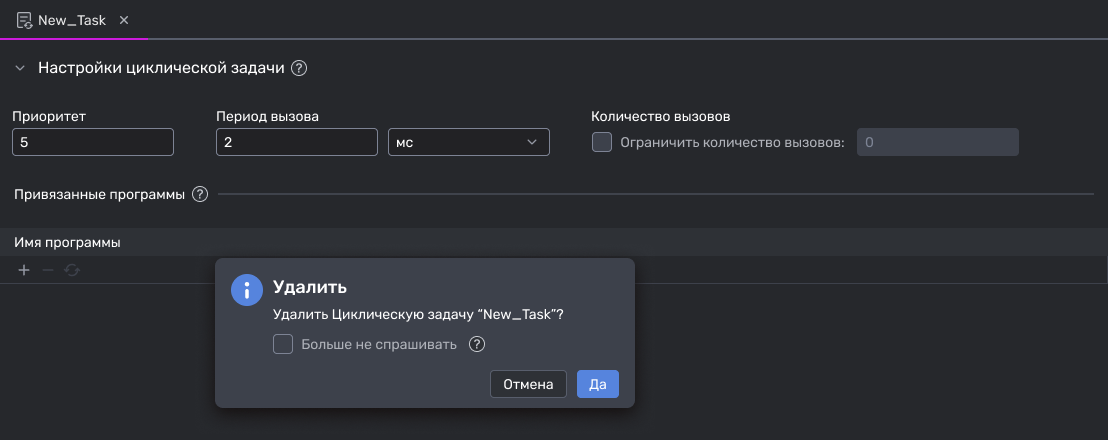 New_Task
Настройки циклической задачи
Приоритет
Период вызова
Количество вызовов
5
2
мс
Ограничить количество вызовов:
0
Привязанные программы
Имя программы
Удалить
Удалить Циклическую задачу “New_Task”?
Больше не спрашивать
Отмена
Да